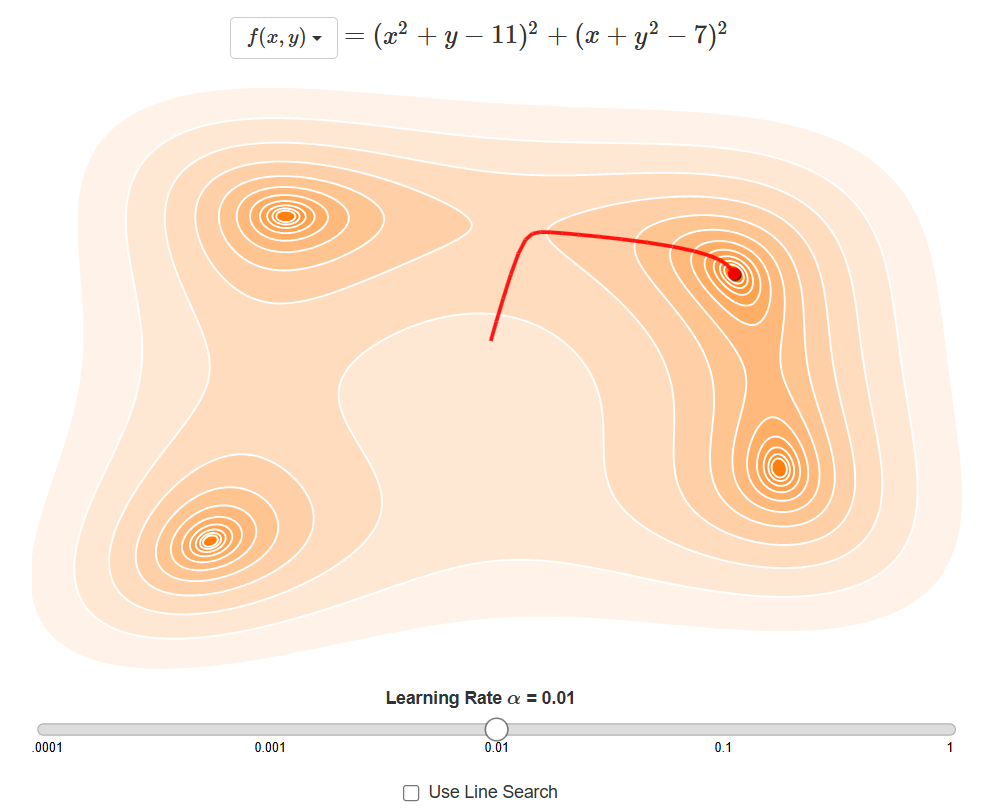 f(x, y) = (x² + y − 11)² + (x + y² − 7)²
Learning Rate α = 0.01
.0001 0.001 0.01 0.1 1
Use Line Search